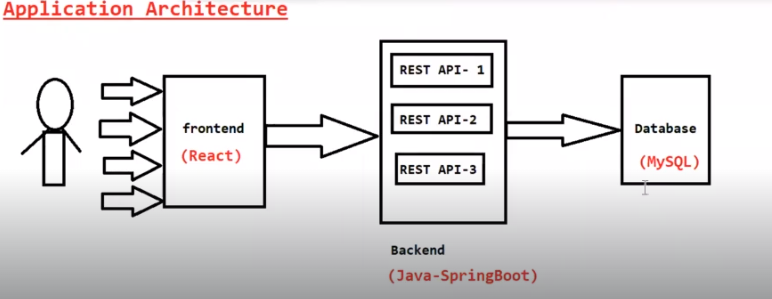 Application Architecture
frontend
(React)
REST API- 1
REST API-2
REST API-3
Backend
(Java-SpringBoot)
Database
(MySQL)